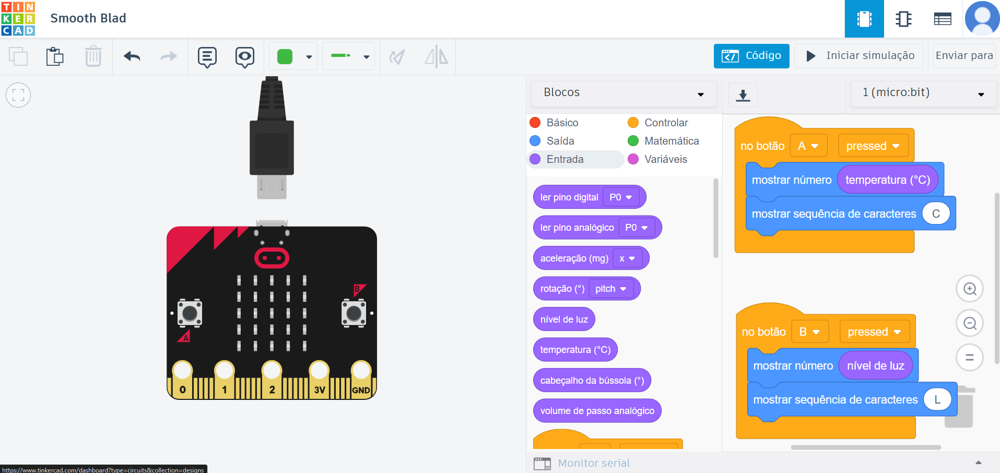 TIN
KER
CAD
Smooth Blad
Código
Iniciar simulação
Enviar para
Blocos
1 (micro:bit)
Básico
Controlar
Saída
Matemática
Entrada
Variáveis
ler pino digital P0
ler pino analógico P0
aceleração (mg) x
rotação (°) pitch
nível de luz
temperatura (°C)
cabeçalho da bússola (°)
volume de passo analógico
no botão A pressed
mostrar número temperatura (°C)
mostrar sequência de caracteres C
no botão B pressed
mostrar número nível de luz
mostrar sequência de caracteres L
B
A
0 1 2 3V GND
Monitor serial
https://www.tinkercad.com/dashboard?type=circuits&collection=designs